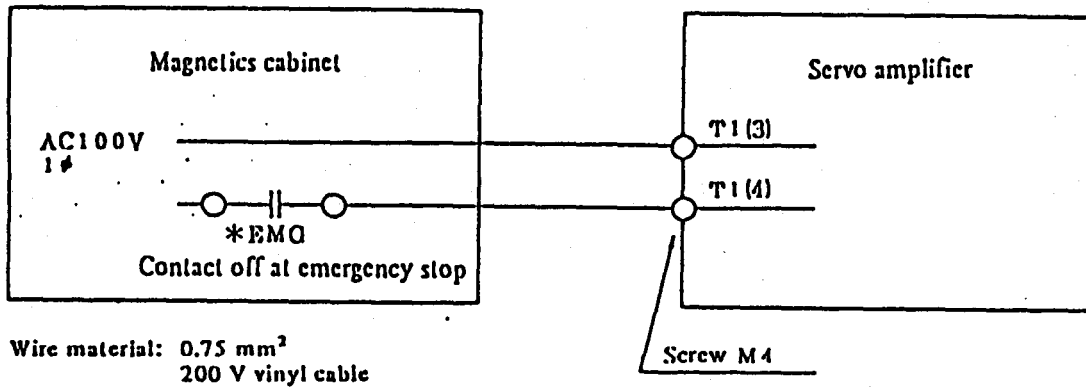 Magnetics cabinet
Servo amplifier
AC100V
1ϕ
T1(3)
T1(4)
*EMG
Contact off at emergency stop
Wire material: 0.75 mm²
200 V vinyl cable
Screw M4